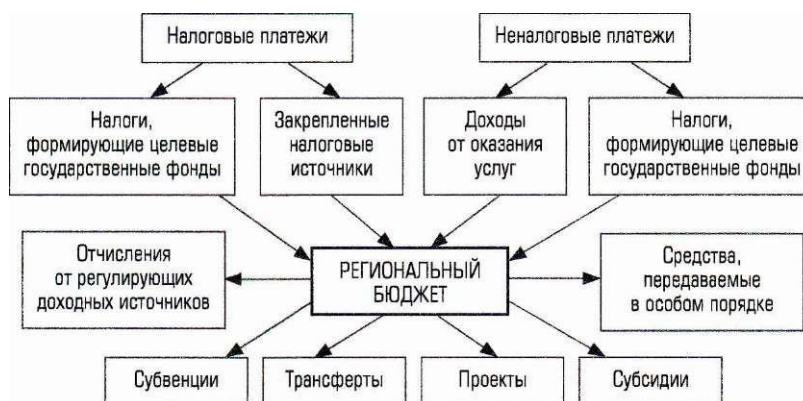 Налоговые платежи
Неналоговые платежи
Налоги,
формирующие целевые
государственные фонды
Закрепленные
налоговые
источники
Доходы
от оказания
услуг
Налоги,
формирующие целевые
государственные фонды
Отчисления
от регулирующих
доходных источников
РЕГИОНАЛЬНЫЙ
БЮДЖЕТ
Средства,
передаваемые
в особом порядке
Субвенции
Трансферты
Проекты
Субсидии